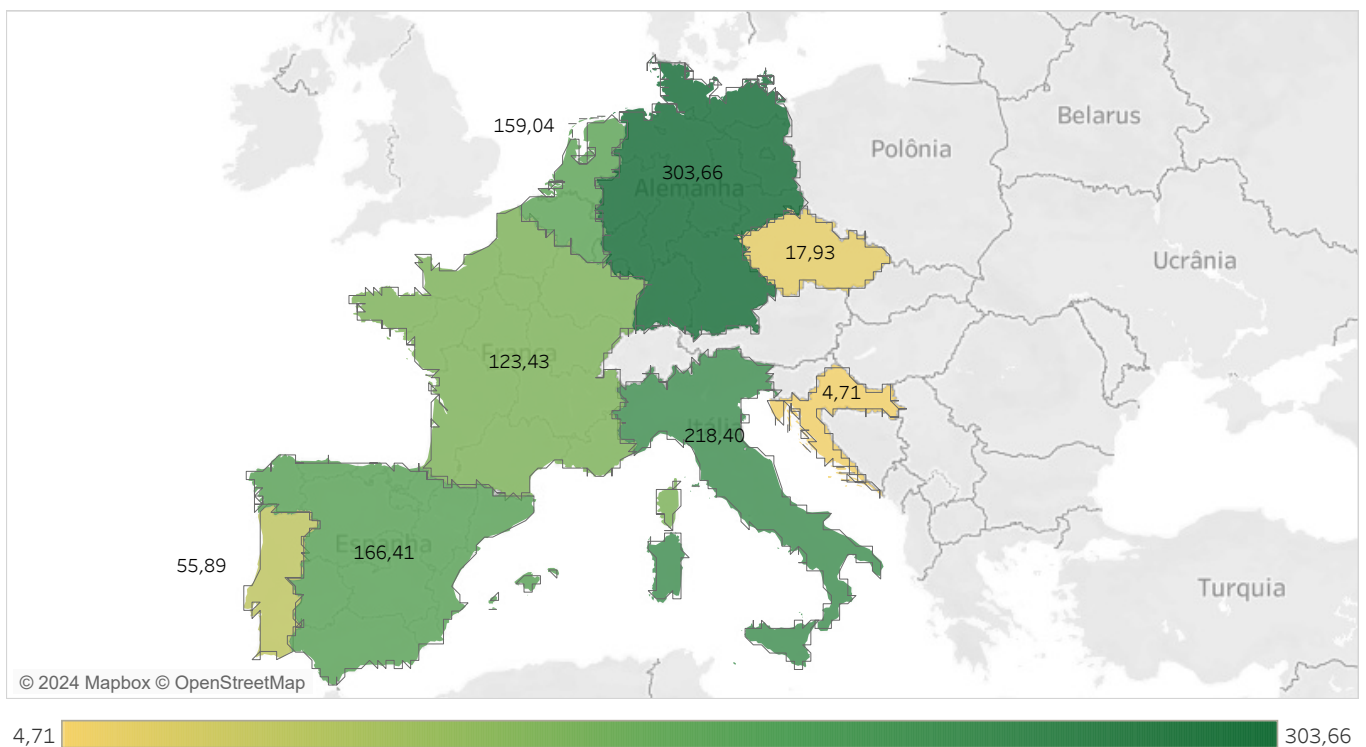 Belarus
159,04
Polônia
303,66
Alemanha
17,93
Ucrânia
França
123,43
4,71
Itália
218,40
Espanha
166,41
55,89
Turquia
© 2024 Mapbox © OpenStreetMap
4,71
303,66